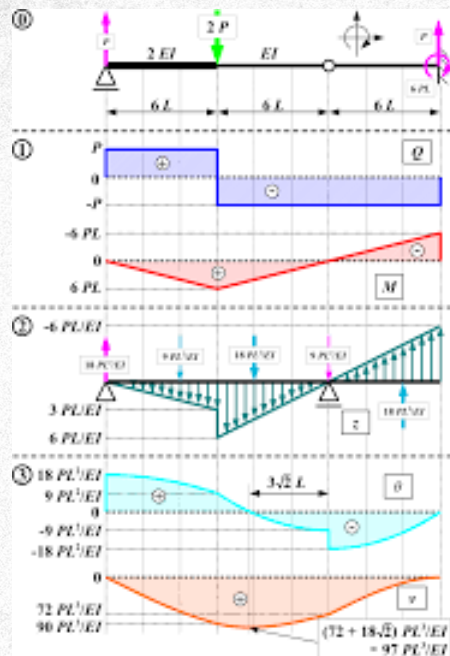 ⓪
P
2 P
P
2 EI
EI
6 PL
6 L
6 L
6 L
①
P
Q
+
0
-
-P
-6 PL
-
0
+
6 PL
M
②
-6 PL/EI
9 PL²/EI
18 PL²/EI
9 PL²/EI
3 PL/EI
18 PL²/EI
6 PL/EI
③
18 PL²/EI
3√2 L
θ
9 PL²/EI
+
0
-9 PL²/EI
-
-18 PL²/EI
0
v
+
72 PL³/EI
90 PL³/EI
(72 + 18√2) PL³/EI
= 97 PL³/EI